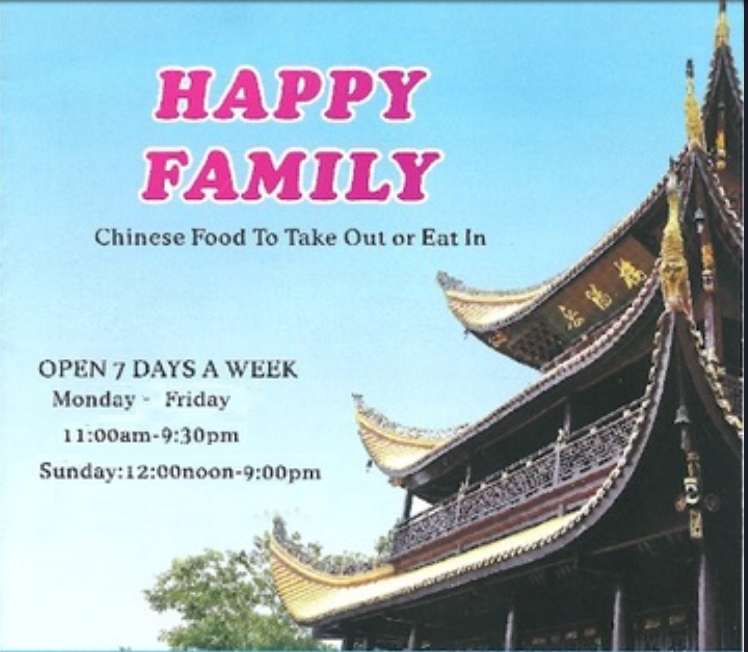 HAPPY
FAMILY
Chinese Food To Take Out or Eat In
OPEN 7 DAYS A WEEK
Monday - Friday
11:00am-9:30pm
Sunday:12:00noon-9:00pm